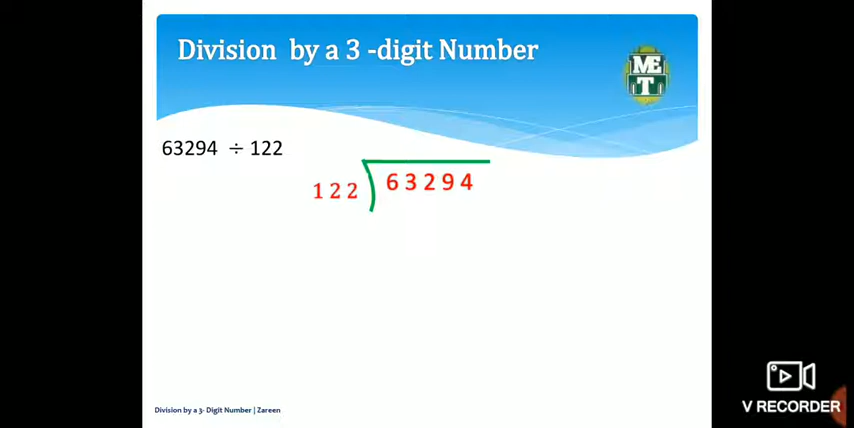 Division by a 3 -digit Number
ME
T
63294 ÷ 122
122 63294
Division by a 3- Digit Number | Zareen
V RECORDER